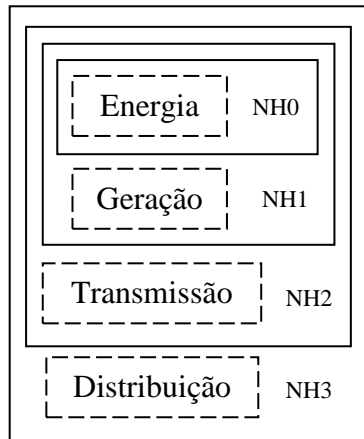 Energia NH0
Geração NH1
Transmissão NH2
Distribuição NH3